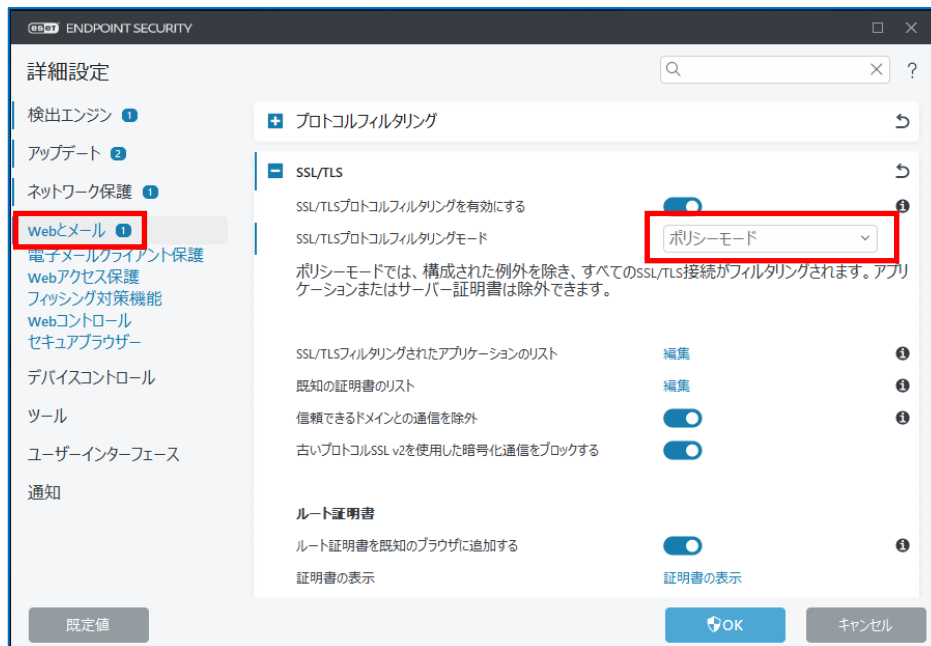 eset ENDPOINT SECURITY
詳細設定
?
検出エンジン 1
アップデート 2
ネットワーク保護 1
Webとメール 1
電子メールクライアント保護
Webアクセス保護
フィッシング対策機能
Webコントロール
セキュアブラウザー
デバイスコントロール
ツール
ユーザーインターフェース
通知
プロトコルフィルタリング
SSL/TLS
SSL/TLSプロトコルフィルタリングを有効にする
SSL/TLSプロトコルフィルタリングモード ポリシーモード
ポリシーモードでは、構成された例外を除き、すべてのSSL/TLS接続がフィルタリングされます。アプリ
ケーションまたはサーバー証明書は除外できます。
SSL/TLSフィルタリングされたアプリケーションのリスト 編集
既知の証明書のリスト 編集
信頼できるドメインとの通信を除外
古いプロトコルSSL v2を使用した暗号化通信をブロックする
ルート証明書
ルート証明書を既知のブラウザに追加する
証明書の表示 証明書の表示
既定値
OK
キャンセル